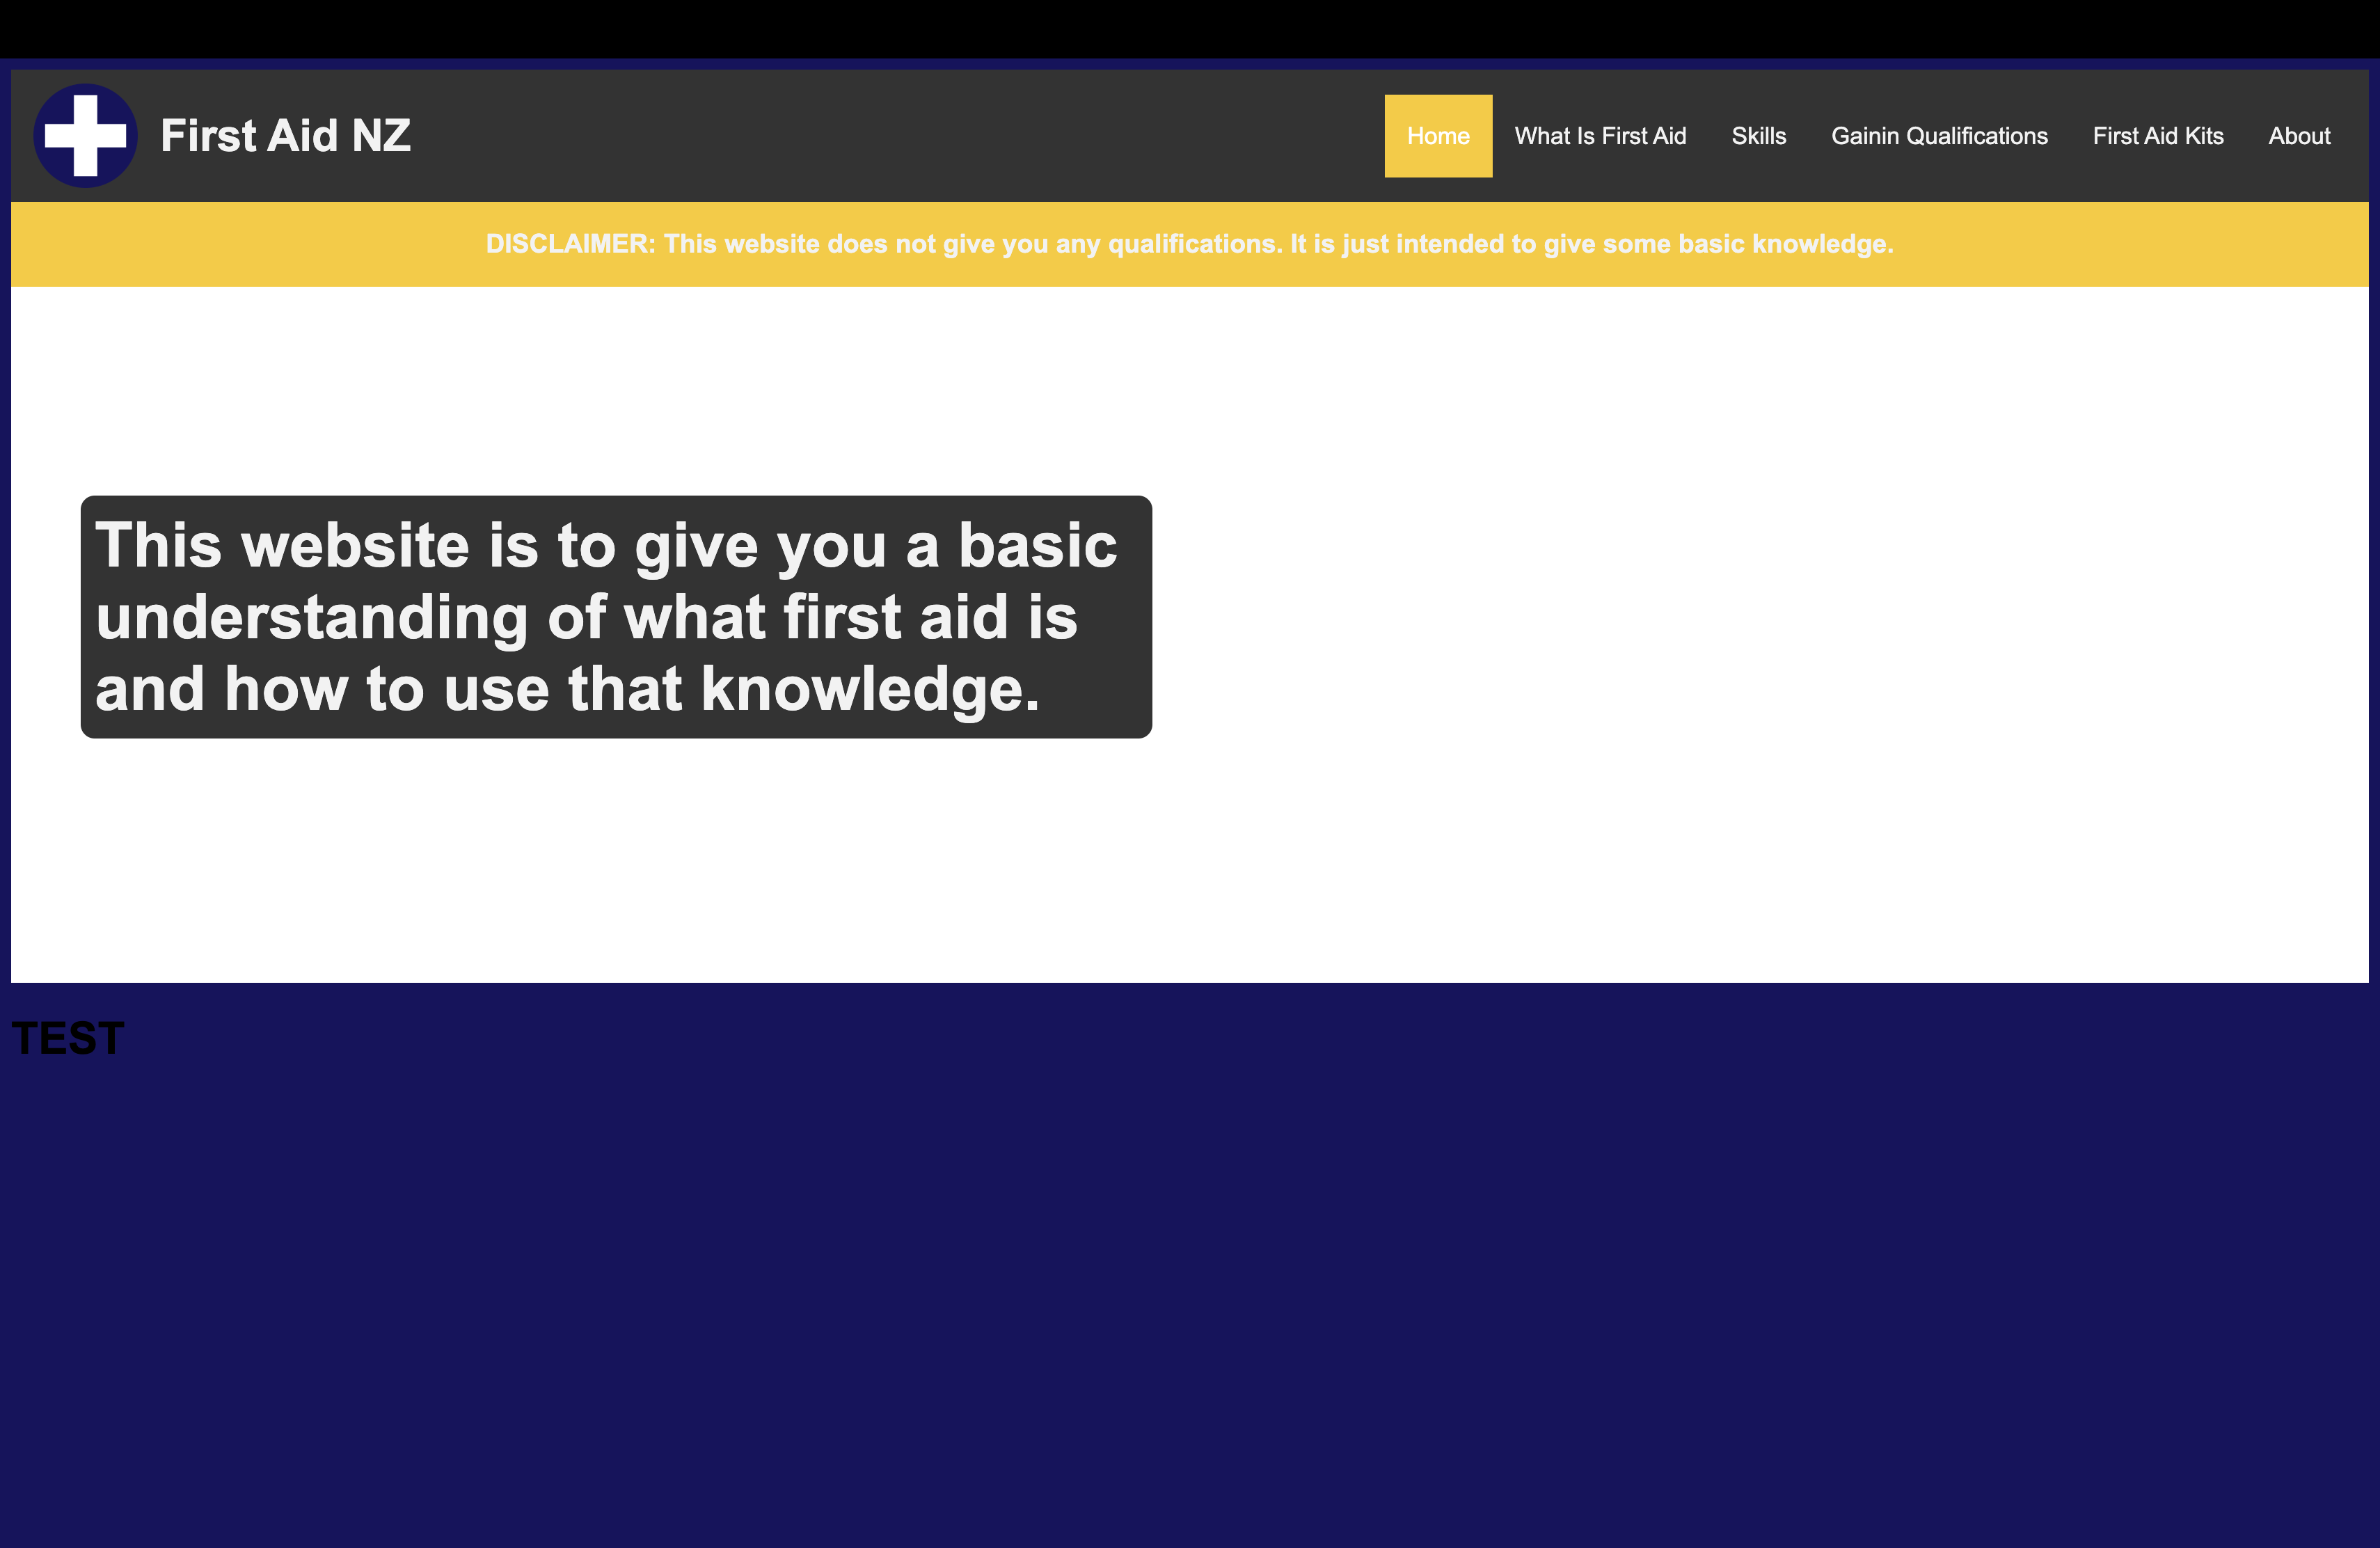 First Aid NZ
Home What Is First Aid Skills Gainin Qualifications First Aid Kits About
DISCLAIMER: This website does not give you any qualifications. It is just intended to give some basic knowledge.
This website is to give you a basic
understanding of what first aid is
and how to use that knowledge.
TEST